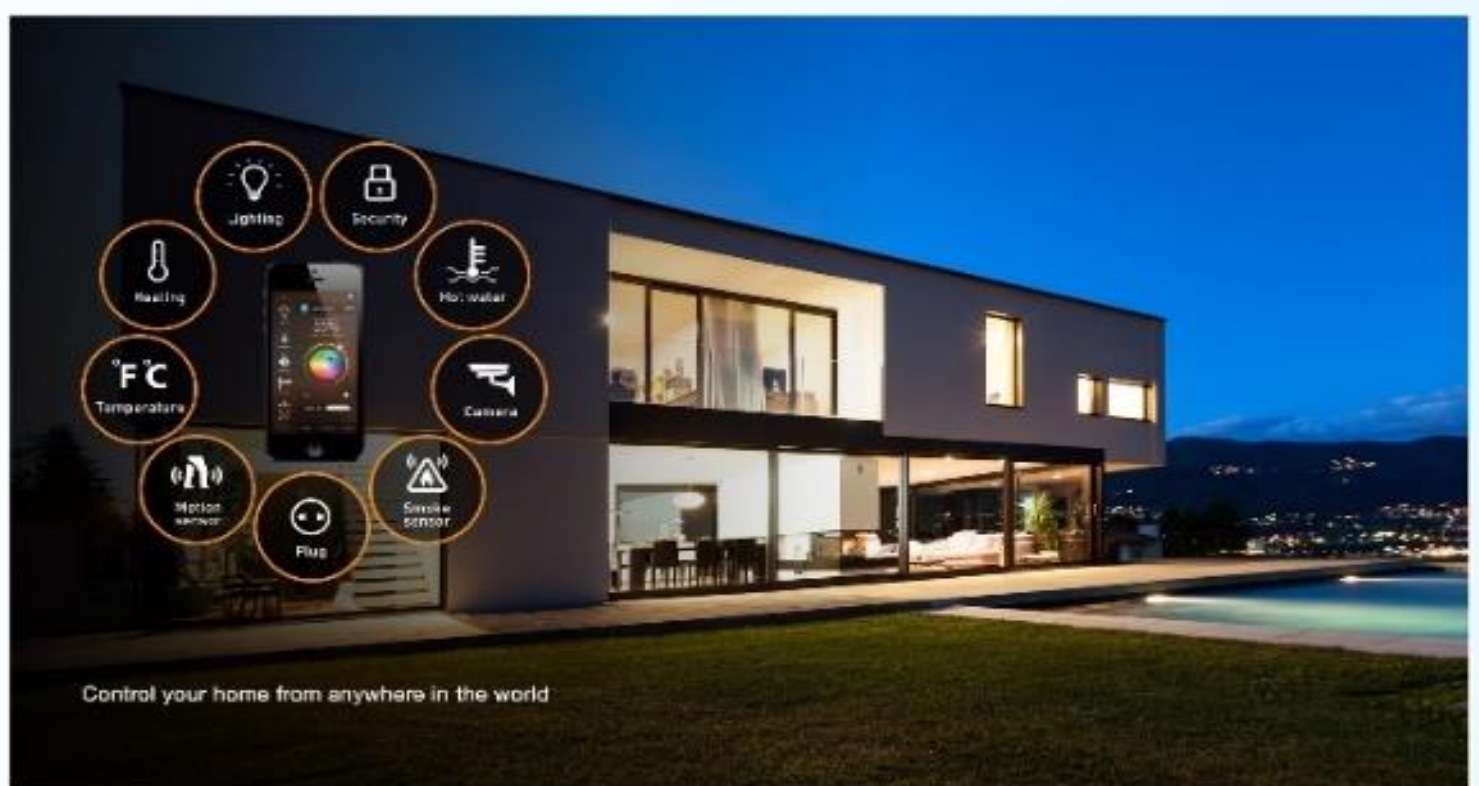 Lighting
Security
Heating
Hot water
°F °C
Temperature
Camera
Motion
sensor
Smoke
sensor
Plug
Control your home from anywhere in the world